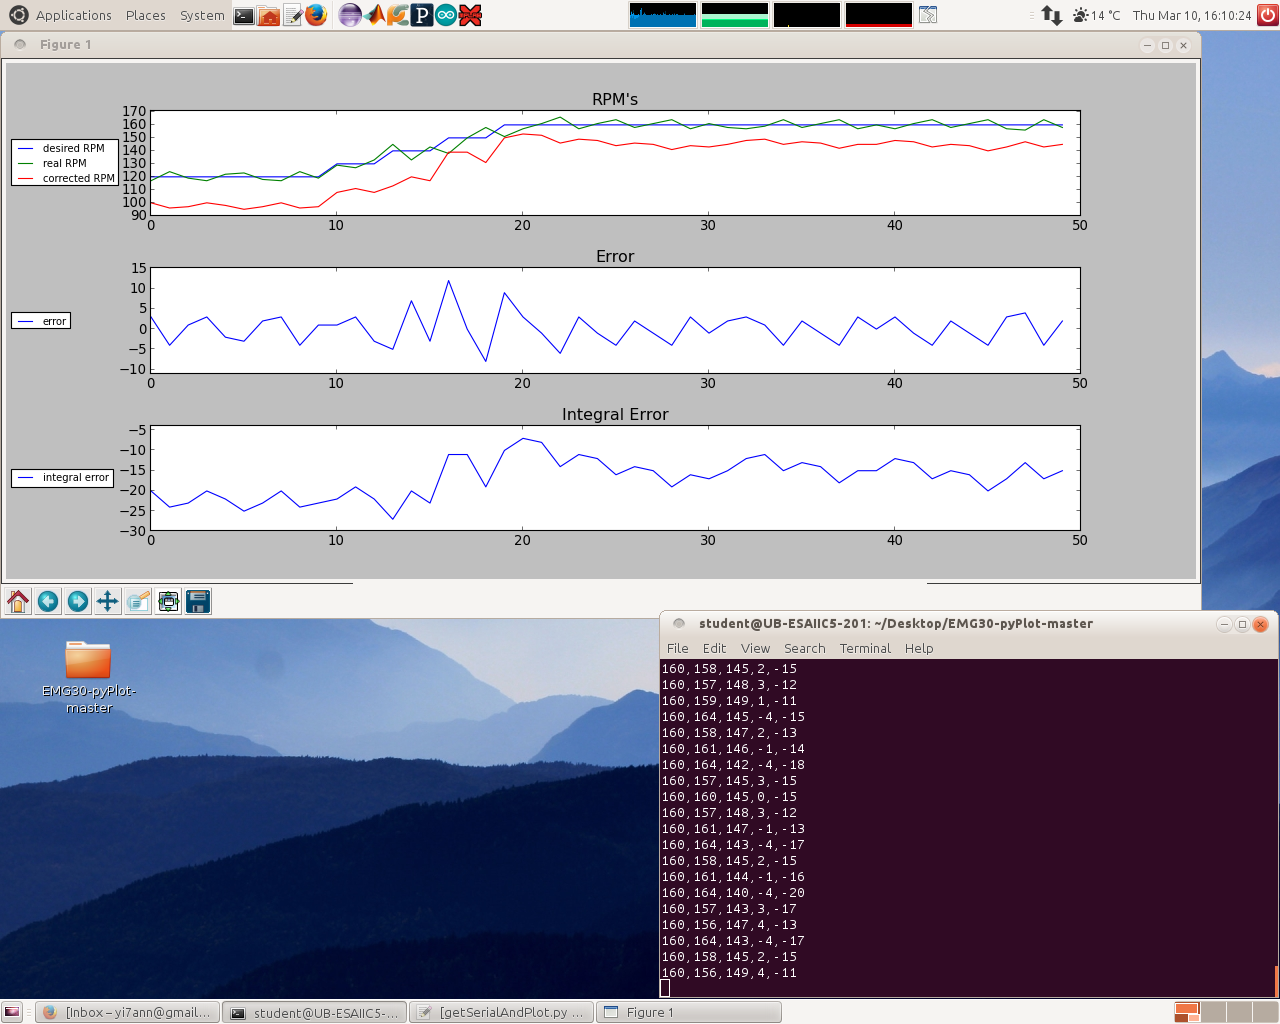 Applications Places System
14 °C Thu Mar 10, 16:10:24
Figure 1
RPM's
desired RPM
real RPM
corrected RPM
170
160
150
140
130
120
110
100
90
0 10 20 30 40 50
Error
error
15
10
5
0
−5
−10
0 10 20 30 40 50
Integral Error
integral error
−5
−10
−15
−20
−25
−30
0 10 20 30 40 50
EMG30-pyPlot-
master
student@UB-ESAIIC5-201: ~/Desktop/EMG30-pyPlot-master
File Edit View Search Terminal Help
160,158,145,2,-15
160,157,148,3,-12
160,159,149,1,-11
160,164,145,-4,-15
160,158,147,2,-13
160,161,146,-1,-14
160,164,142,-4,-18
160,157,145,3,-15
160,160,145,0,-15
160,157,148,3,-12
160,161,147,-1,-13
160,164,143,-4,-17
160,158,145,2,-15
160,161,144,-1,-16
160,164,140,-4,-20
160,157,143,3,-17
160,156,147,4,-13
160,164,143,-4,-17
160,158,145,2,-15
160,156,149,4,-11
[Inbox – yi7ann@gmail... student@UB-ESAIIC5-... [getSerialAndPlot.py ... Figure 1